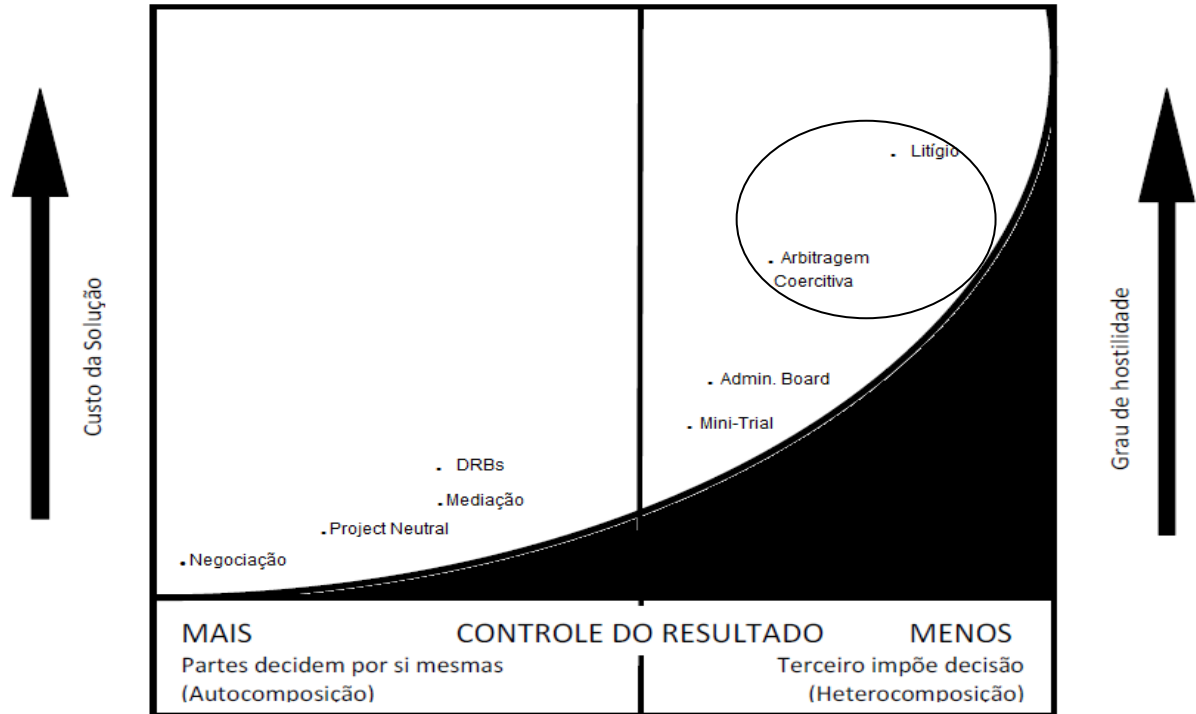 Litígio
Arbitragem
Coercitiva
Admin. Board
Mini-Trial
DRBs
Mediação
Project Neutral
Negociação
Custo da Solução
Grau de hostilidade
MAIS CONTROLE DO RESULTADO MENOS
Partes decidem por si mesmas Terceiro impõe decisão
(Autocomposição) (Heterocomposição)